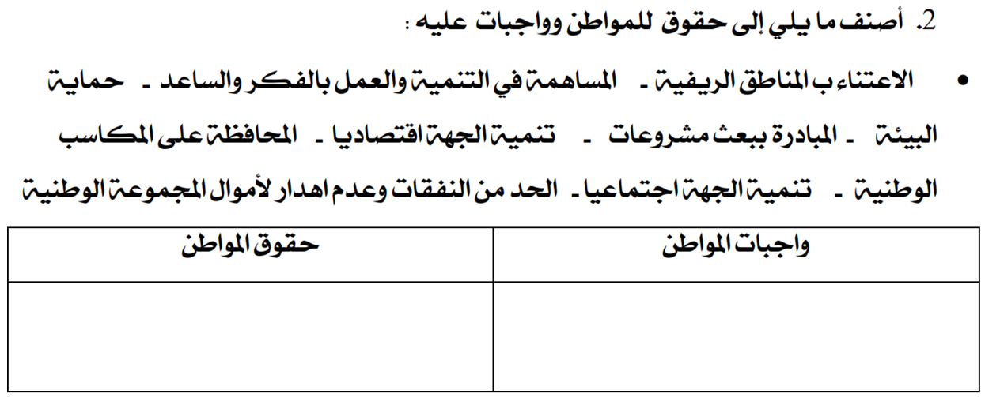 2. أصنف ما يلي إلى حقوق للمواطن وواجبات عليه :
• الاعتناء ب المناطق الريفية ـ المساهمة في التنمية والعمل بالفكر والساعد ـ حماية
البيئة ـ المبادرة ببعث مشروعات ـ تنمية الجهة اقتصاديا ـ المحافظة على المكاسب
الوطنية ـ تنمية الجهة اجتماعيا ـ الحد من النفقات وعدم اهدار لأموال المجموعة الوطنية
واجبات المواطن
حقوق المواطن